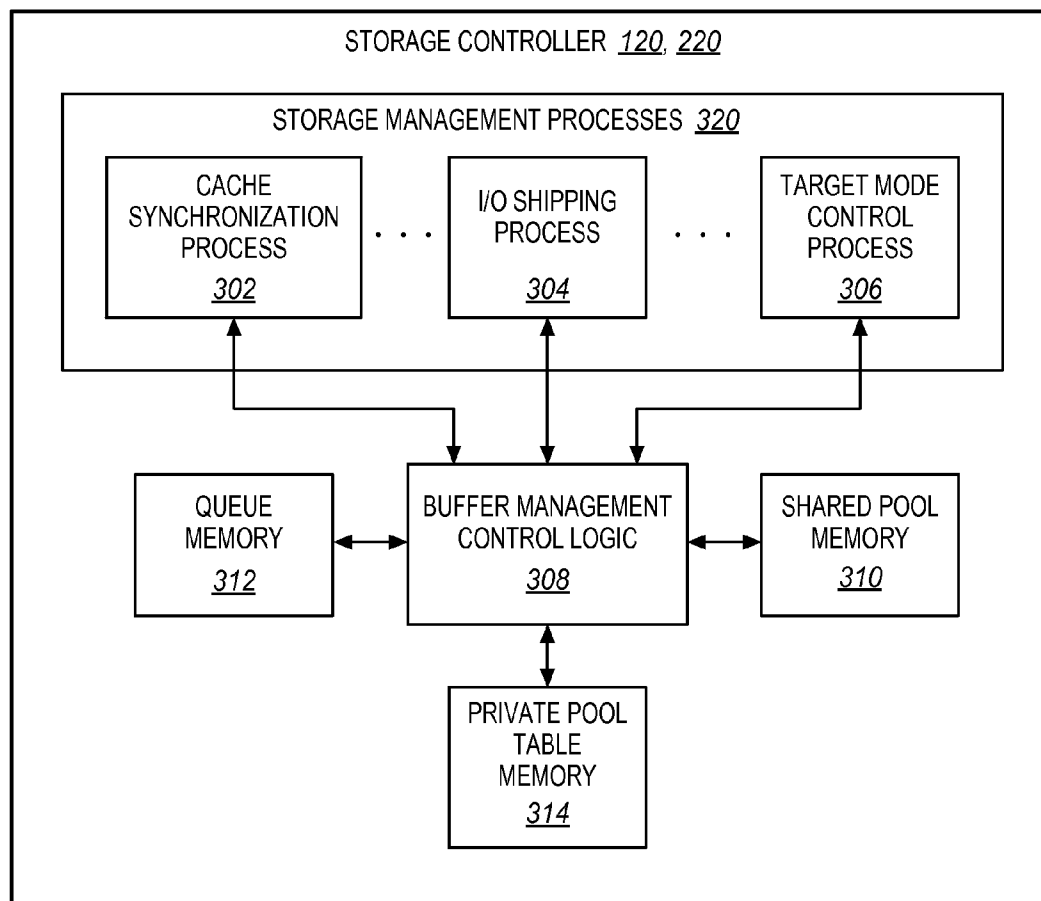 STORAGE CONTROLLER 120, 220
STORAGE MANAGEMENT PROCESSES 320
CACHE
SYNCHRONIZATION
PROCESS
302
. . .
I/O SHIPPING
PROCESS
304
. . .
TARGET MODE
CONTROL
PROCESS
306
QUEUE
MEMORY
312
BUFFER MANAGEMENT
CONTROL LOGIC
308
SHARED POOL
MEMORY
310
PRIVATE POOL
TABLE
MEMORY
314